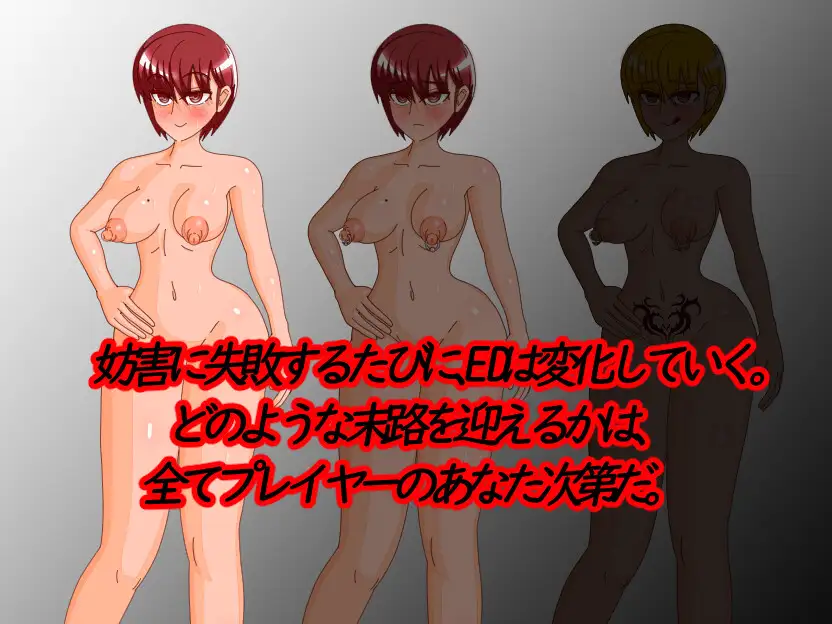 妨害に失敗するたびに、EDは変化していく。
どのような末路を迎えるかは、
全てプレイヤーのあなた次第だ。